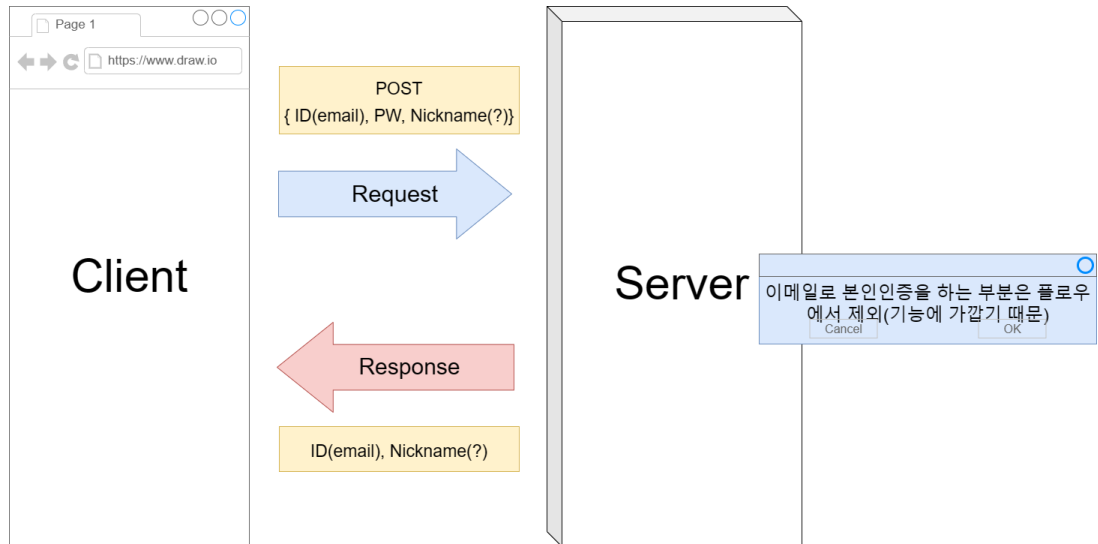 Page 1
https://www.draw.io
POST
{ ID(email), PW, Nickname(?)}
Request
Client
Server
이메일로 본인인증을 하는 부분은 플로우
에서 제외(기능에 가깝기 때문)
Cancel
OK
Response
ID(email), Nickname(?)